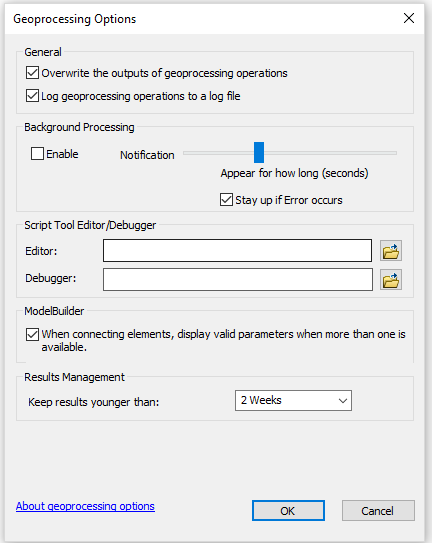 Geoprocessing Options
General
Overwrite the outputs of geoprocessing operations
Log geoprocessing operations to a log file
Background Processing
Enable Notification
Appear for how long (seconds)
Stay up if Error occurs
Script Tool Editor/Debugger
Editor:
Debugger:
ModelBuilder
When connecting elements, display valid parameters when more than one is
available.
Results Management
Keep results younger than: 2 Weeks
About geoprocessing options OK Cancel